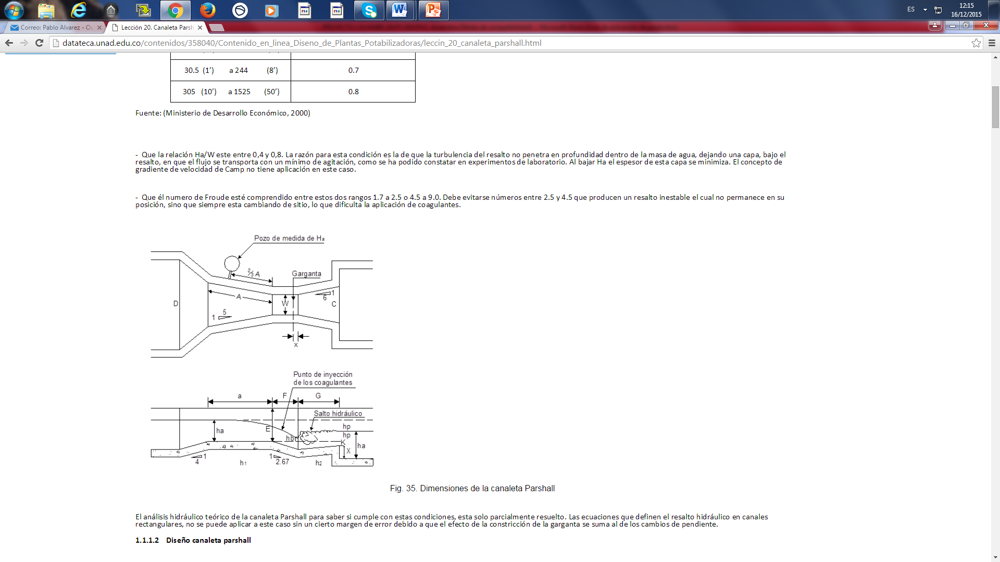 ES
12:15
16/12/2015
Correo: Pablo Alvarez - Ou
Lección 20. Canaleta Parsh
datateca.unad.edu.co/contenidos/358040/Contenido_en_linea_Diseno_de_Plantas_Potabilizadoras/leccin_20_canaleta_parshall.html
30.5 (1’) a 244 (8’) 0.7
305 (10’) a 1525 (50’) 0.8
Fuente: (Ministerio de Desarrollo Económico, 2000)
- Que la relación Ha/W este entre 0,4 y 0,8. La razón para esta condición es la de que la turbulencia del resalto no penetra en profundidad dentro de la masa de agua, dejando una capa, bajo el
resalto, en que el flujo se transporta con un mínimo de agitación, como se ha podido constatar en experimentos de laboratorio. Al bajar Ha el espesor de esta capa se minimiza. El concepto de
gradiente de velocidad de Camp no tiene aplicación en este caso.
- Que él numero de Froude esté comprendido entre estos dos rangos 1.7 a 2.5 o 4.5 a 9.0. Debe evitarse números entre 2.5 y 4.5 que producen un resalto inestable el cual no permanece en su
posición, sino que siempre esta cambiando de sitio, lo que dificulta la aplicación de coagulantes.
Pozo de medida de Ha
⅔ A
Garganta
A
W
1
6
D
C
5
1
x
Punto de inyección
de los coagulantes
a
F
G
Salto hidráulico
ha
E
hb
hp
hp
K
ha
X
1
4
h1
1
2.67
h2
Fig. 35. Dimensiones de la canaleta Parshall
El análisis hidráulico teórico de la canaleta Parshall para saber si cumple con estas condiciones, esta solo parcialmente resuelto. Las ecuaciones que definen el resalto hidráulico en canales
rectangulares, no se puede aplicar a este caso sin un cierto margen de error debido a que el efecto de la constricción de la garganta se suma al de los cambios de pendiente.
1.1.1.2 Diseño canaleta parshall